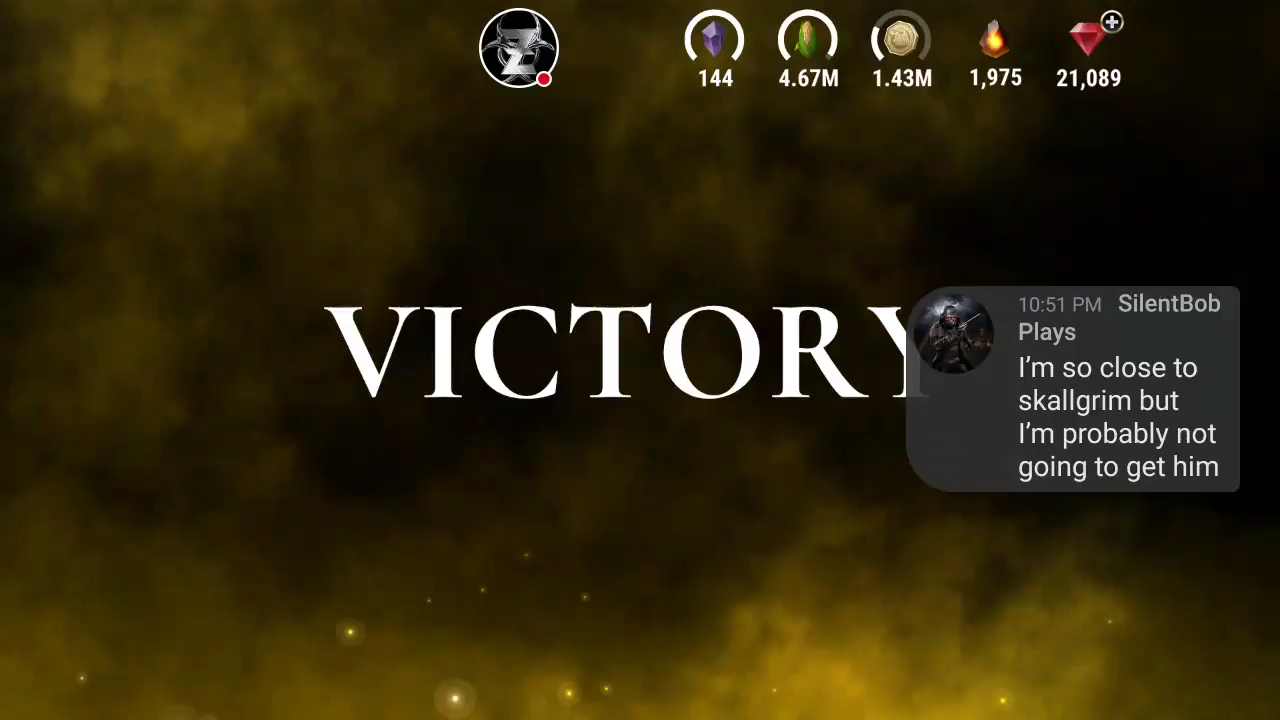 144 4.67M 1.43M 1,975 21,089
VICTORY
10:51 PM SilentBob
Plays
I’m so close to
skallgrim but
I’m probably not
going to get him